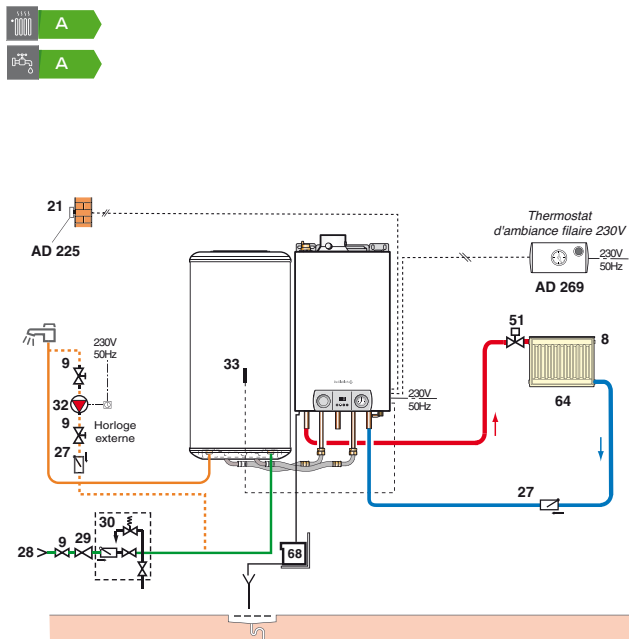 A
A
21
AD 225
Thermostat
d'ambiance filaire 230V
230V
50Hz
AD 269
51
8
64
33
230V
50Hz
9
230V
50Hz
32
9
Horloge
externe
27
27
30
28
9
29
68